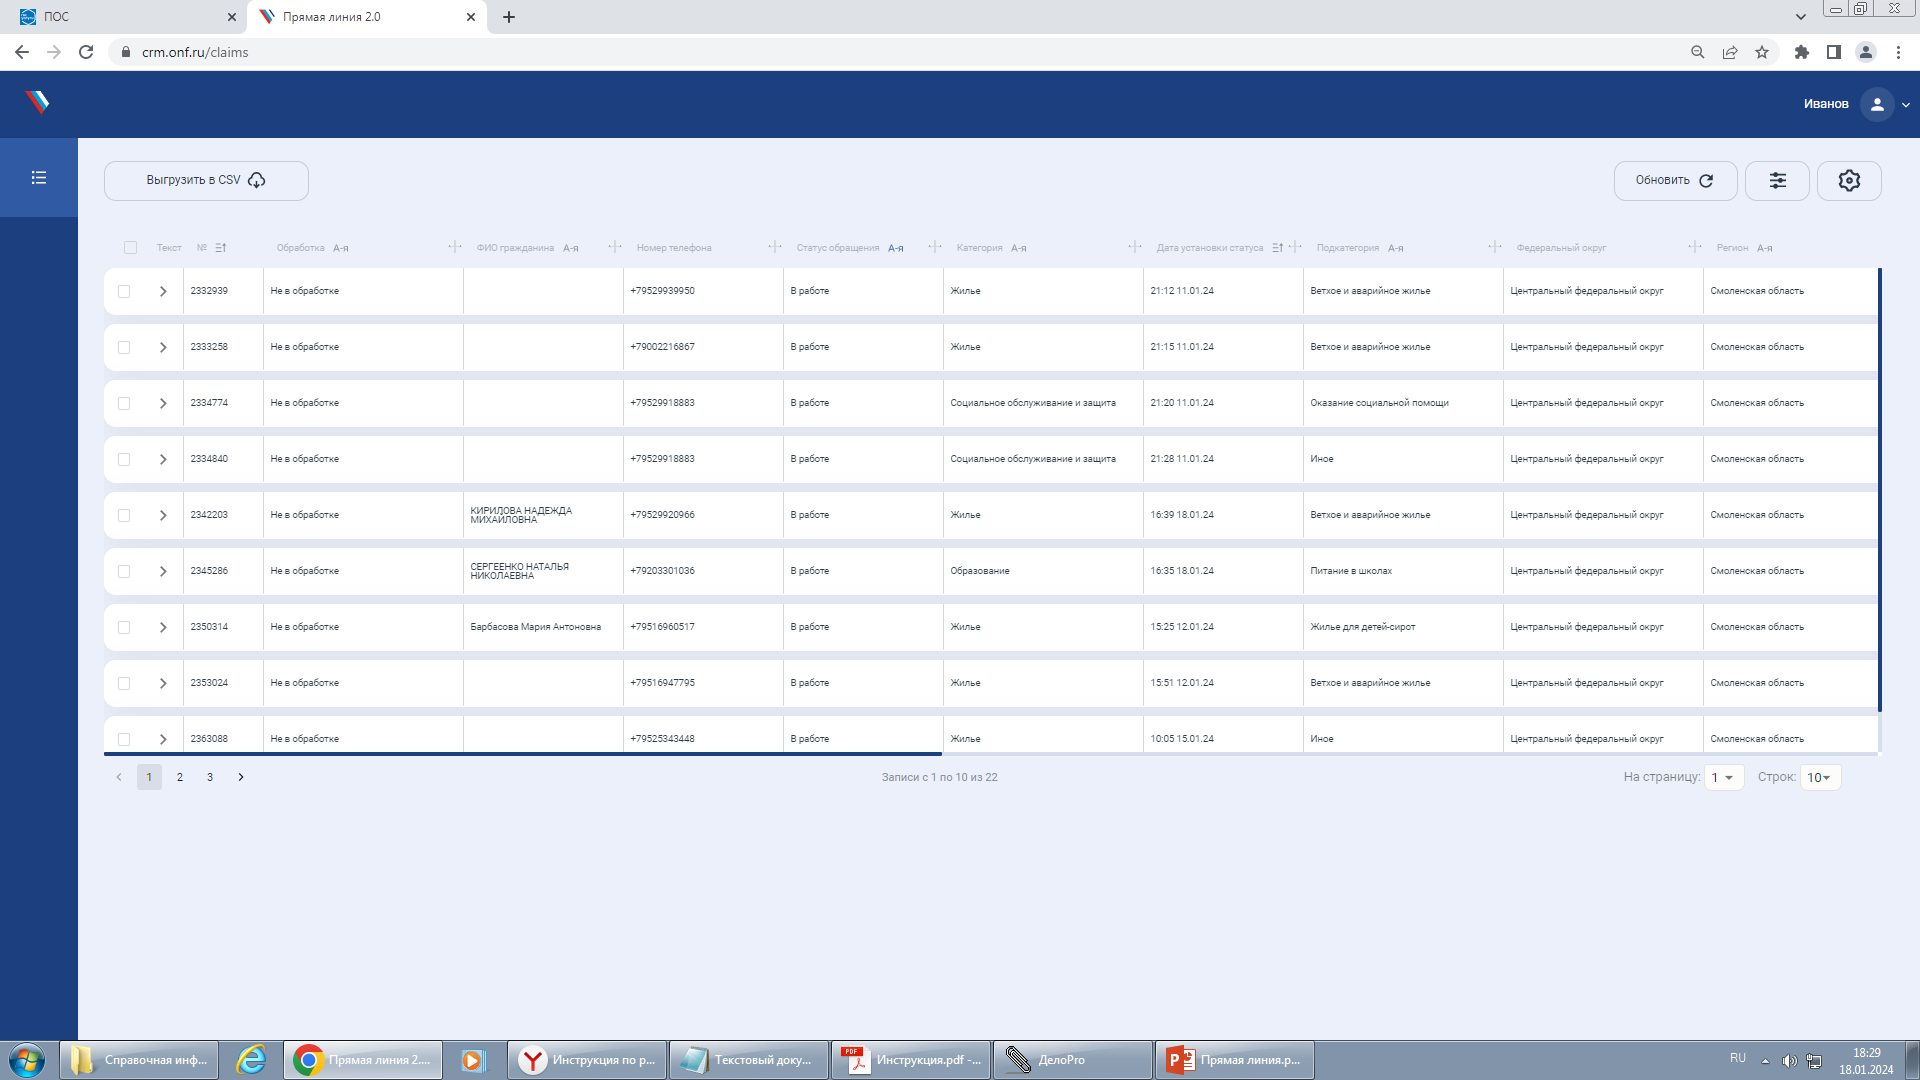 ПОС
Прямая линия 2.0
crm.onf.ru/claims
Иванов
Выгрузить в CSV
Обновить
Текст № Обработка А-я ФИО гражданина А-я Номер телефона Статус обращения А-я Категория А-я Дата установки статуса Подкатегория А-я Федеральный округ Регион А-я
2332939 Не в обработке +79529939950 В работе Жилье 21:12 11.01.24 Ветхое и аварийное жилье Центральный федеральный округ Смоленская область
2333258 Не в обработке +79002216867 В работе Жилье 21:15 11.01.24 Ветхое и аварийное жилье Центральный федеральный округ Смоленская область
2334774 Не в обработке +79529918883 В работе Социальное обслуживание и защита 21:20 11.01.24 Оказание социальной помощи Центральный федеральный округ Смоленская область
2334840 Не в обработке +79529918883 В работе Социальное обслуживание и защита 21:28 11.01.24 Иное Центральный федеральный округ Смоленская область
2342203 Не в обработке КИРИЛОВА НАДЕЖДА МИХАЙЛОВНА +79529920966 В работе Жилье 16:39 18.01.24 Ветхое и аварийное жилье Центральный федеральный округ Смоленская область
2345286 Не в обработке СЕРГЕЕНКО НАТАЛЬЯ НИКОЛАЕВНА +79203301036 В работе Образование 16:35 18.01.24 Питание в школах Центральный федеральный округ Смоленская область
2350314 Не в обработке Барбасова Мария Антоновна +79516960517 В работе Жилье 15:25 12.01.24 Жилье для детей-сирот Центральный федеральный округ Смоленская область
2353024 Не в обработке +79516947795 В работе Жилье 15:51 12.01.24 Ветхое и аварийное жилье Центральный федеральный округ Смоленская область
2363088 Не в обработке +79525343448 В работе Жилье 10:05 15.01.24 Иное Центральный федеральный округ Смоленская область
1 2 3 Записи с 1 по 10 из 22 На страницу: 1 Строк: 10
Справочная инф... Прямая линия 2.... Инструкция по р... Текстовый доку... Инструкция.pdf -... ДелоPro Прямая линия.р... RU 18:29
18.01.2024